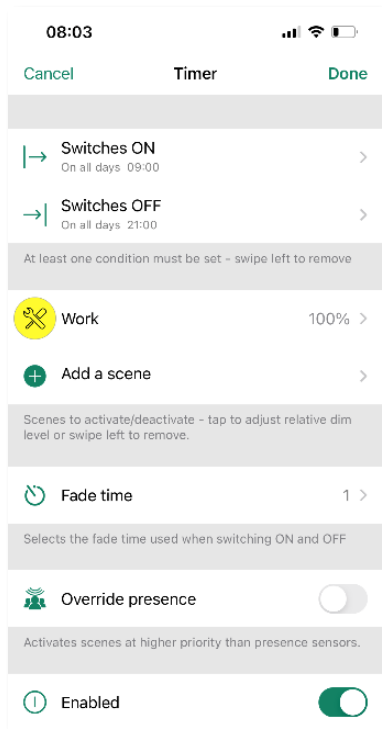 08:03
Cancel Timer Done
Switches ON
On all days 09:00
Switches OFF
On all days 21:00
At least one condition must be set - swipe left to remove
Work 100%
Add a scene
Scenes to activate/deactivate - tap to adjust relative dim
level or swipe left to remove.
Fade time 1
Selects the fade time used when switching ON and OFF
Override presence
Activates scenes at higher priority than presence sensors.
Enabled